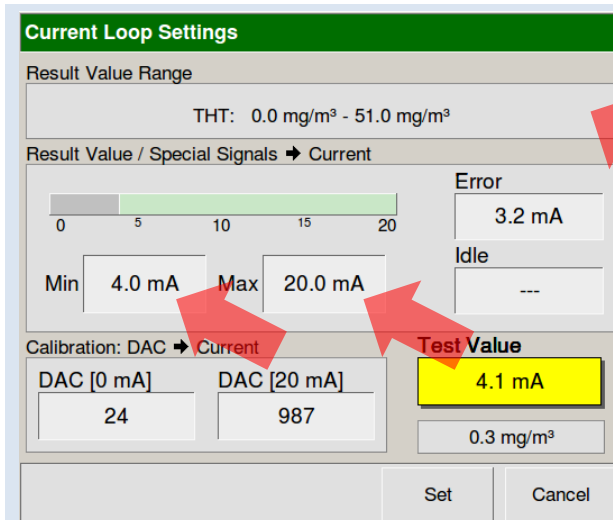 Current Loop Settings
Result Value Range
THT: 0.0 mg/m³ - 51.0 mg/m³
Result Value / Special Signals ➔ Current
0 5 10 15 20
Error
3.2 mA
Idle
---
Min 4.0 mA Max 20.0 mA
Calibration: DAC ➔ Current
DAC [0 mA] DAC [20 mA]
24 987
Test Value
4.1 mA
0.3 mg/m³
Set Cancel